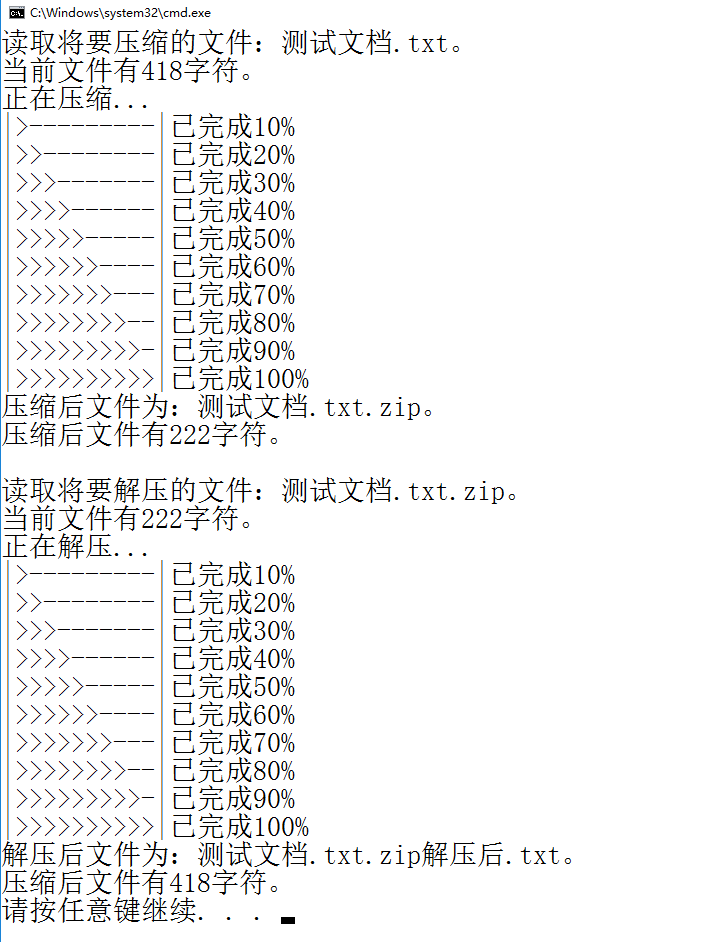 C:\Windows\system32\cmd.exe
读取将要压缩的文件：测试文档.txt。
当前文件有418字符。
正在压缩...
|>---------| 已完成10%
|>>--------| 已完成20%
|>>>-------| 已完成30%
|>>>>------| 已完成40%
|>>>>>-----| 已完成50%
|>>>>>>----| 已完成60%
|>>>>>>>---| 已完成70%
|>>>>>>>>--| 已完成80%
|>>>>>>>>>-| 已完成90%
|>>>>>>>>>>| 已完成100%
压缩后文件为：测试文档.txt.zip。
压缩后文件有222字符。

读取将要解压的文件：测试文档.txt.zip。
当前文件有222字符。
正在解压...
|>---------| 已完成10%
|>>--------| 已完成20%
|>>>-------| 已完成30%
|>>>>------| 已完成40%
|>>>>>-----| 已完成50%
|>>>>>>----| 已完成60%
|>>>>>>>---| 已完成70%
|>>>>>>>>--| 已完成80%
|>>>>>>>>>-| 已完成90%
|>>>>>>>>>>| 已完成100%
解压后文件为：测试文档.txt.zip解压后.txt。
压缩后文件有418字符。
请按任意键继续. . .